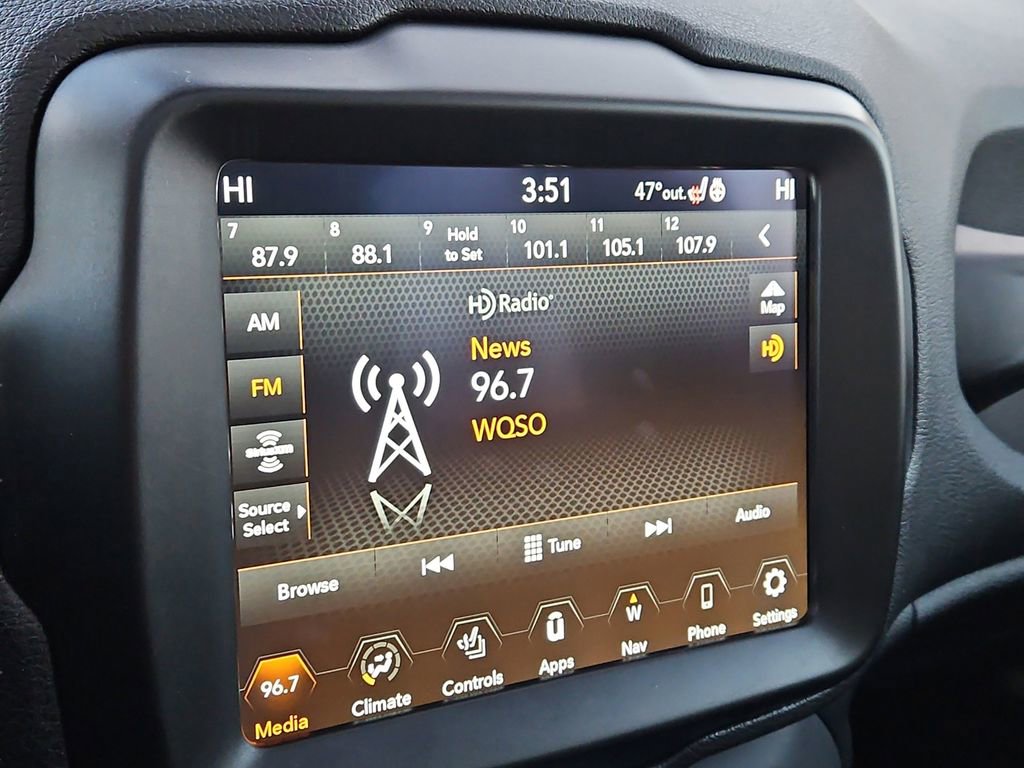 HI 3:51 47° out. HI
7 8 9 Hold 10 11 12
87.9 88.1 to Set 101.1 105.1 107.9
HD Radio®
AM
Map
News
HD
FM
96.7
WQSO
SiriusXM
Source
Select
Browse Tune Audio
96.7 W
Media Climate Controls Apps Nav Phone Settings